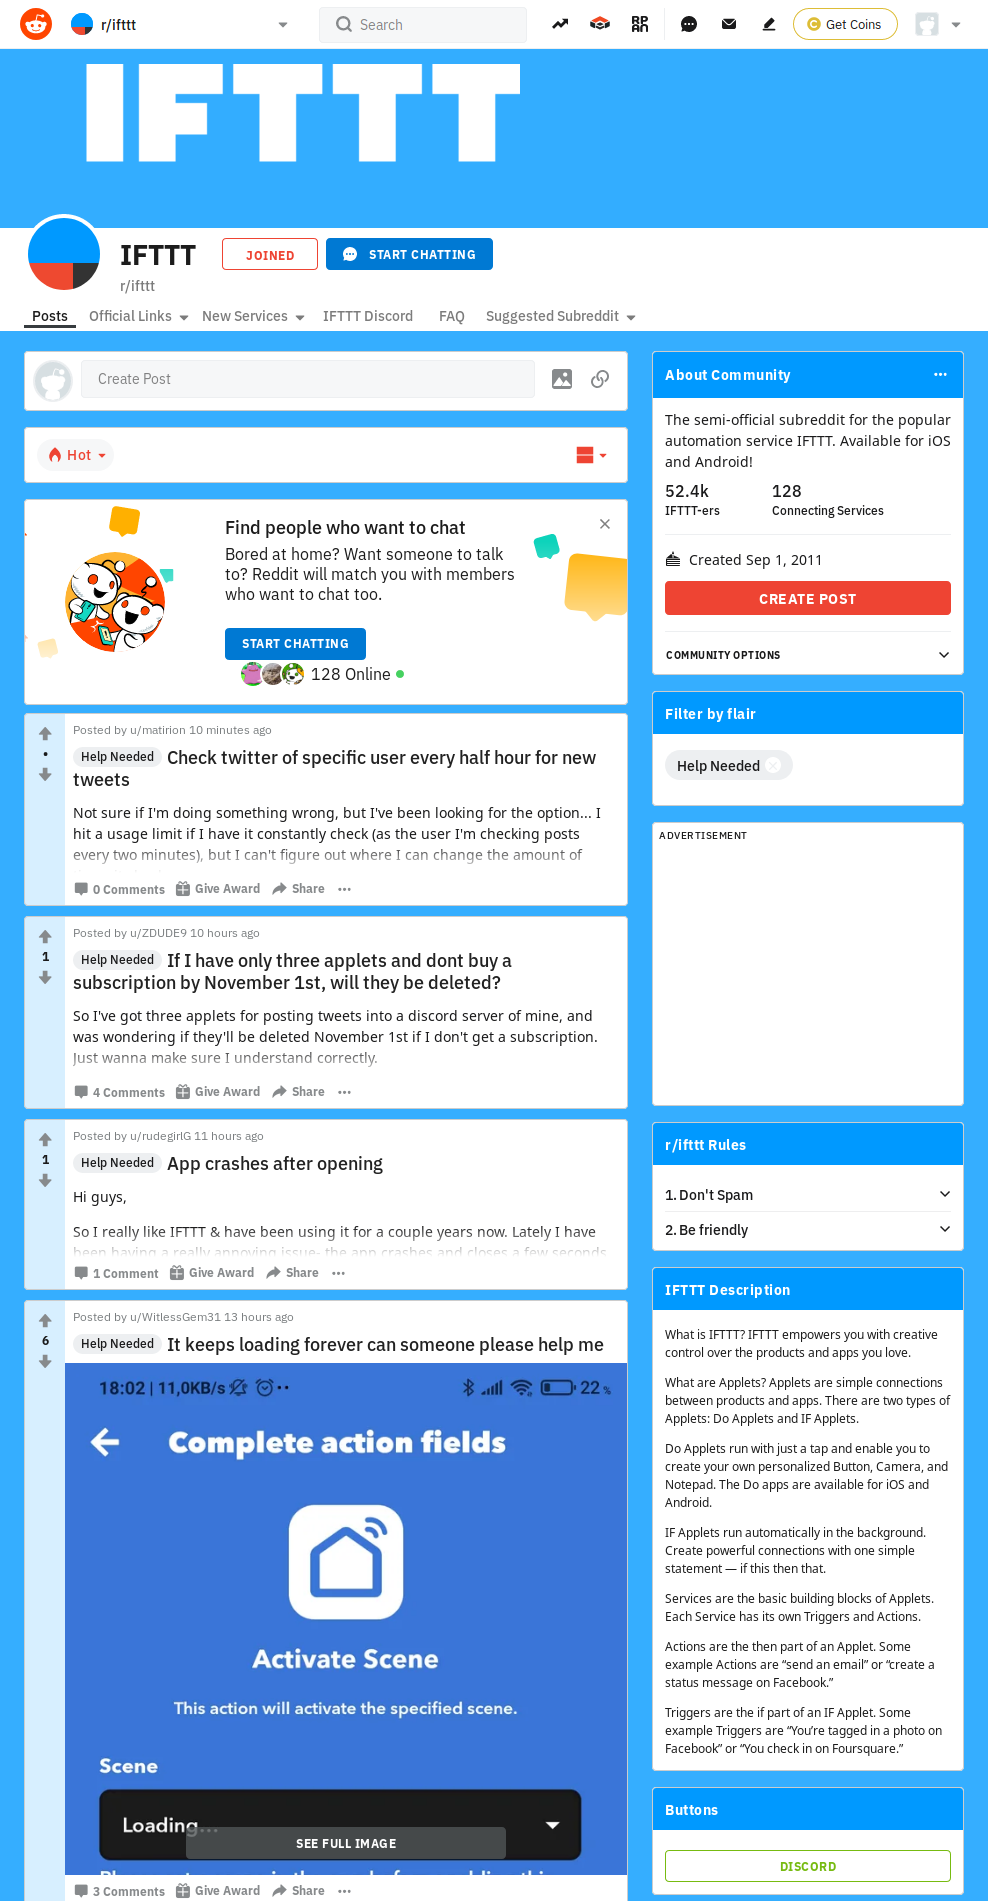 r/ifttt
Search
Get Coins
IFTTT
IFTTT
JOINED
START CHATTING
r/ifttt
Posts
Official Links
New Services
IFTTT Discord
FAQ
Suggested Subreddit
Create Post
Hot
Find people who want to chat
Bored at home? Want someone to talk
to? Reddit will match you with members
who want to chat too.
START CHATTING
128 Online
Posted by u/matirion 10 minutes ago
•
Help Needed Check twitter of specific user every half hour for new
tweets
Not sure if I'm doing something wrong, but I've been looking for the option... I
hit a usage limit if I have it constantly check (as the user I'm checking posts
every two minutes), but I can't figure out where I can change the amount of
0 Comments Give Award Share
Posted by u/ZDUDE9 10 hours ago
1
Help Needed If I have only three applets and dont buy a
subscription by November 1st, will they be deleted?
So I've got three applets for posting tweets into a discord server of mine, and
was wondering if they'll be deleted November 1st if I don't get a subscription.
Just wanna make sure I understand correctly.
4 Comments Give Award Share
Posted by u/rudegirlG 11 hours ago
1
Help Needed App crashes after opening
Hi guys,
So I really like IFTTT & have been using it for a couple years now. Lately I have
been having a really annoying issue- the app crashes and closes a few seconds
1 Comment Give Award Share
Posted by u/WitlessGem31 13 hours ago
6
Help Needed It keeps loading forever can someone please help me
18:02 | 11,0KB/s
22 %
Complete action fields
Activate Scene
This action will activate the specified scene.
Scene
Loading...
SEE FULL IMAGE
3 Comments Give Award Share
About Community
The semi-official subreddit for the popular
automation service IFTTT. Available for iOS
and Android!
52.4k
IFTTT-ers
128
Connecting Services
Created Sep 1, 2011
CREATE POST
COMMUNITY OPTIONS
Filter by flair
Help Needed
ADVERTISEMENT
r/ifttt Rules
1. Don't Spam
2. Be friendly
IFTTT Description
What is IFTTT? IFTTT empowers you with creative
control over the products and apps you love.
What are Applets? Applets are simple connections
between products and apps. There are two types of
Applets: Do Applets and IF Applets.
Do Applets run with just a tap and enable you to
create your own personalized Button, Camera, and
Notepad. The Do apps are available for iOS and
Android.
IF Applets run automatically in the background.
Create powerful connections with one simple
statement — if this then that.
Services are the basic building blocks of Applets.
Each Service has its own Triggers and Actions.
Actions are the then part of an Applet. Some
example Actions are “send an email” or “create a
status message on Facebook.”
Triggers are the if part of an IF Applet. Some
example Triggers are “You’re tagged in a photo on
Facebook” or “You check in on Foursquare.”
Buttons
DISCORD